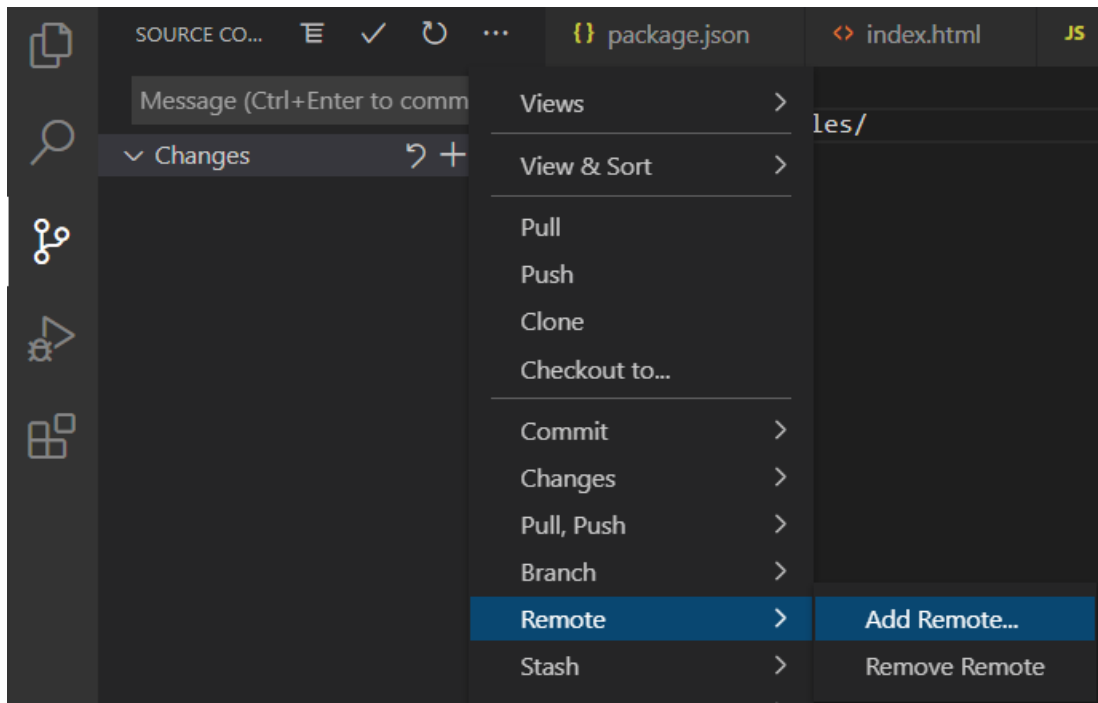 SOURCE CO... ...
{} package.json
<> index.html
JS
Message (Ctrl+Enter to comm
les/
Changes
Views
View & Sort
Pull
Push
Clone
Checkout to...
Commit
Changes
Pull, Push
Branch
Remote
Add Remote...
Stash
Remove Remote